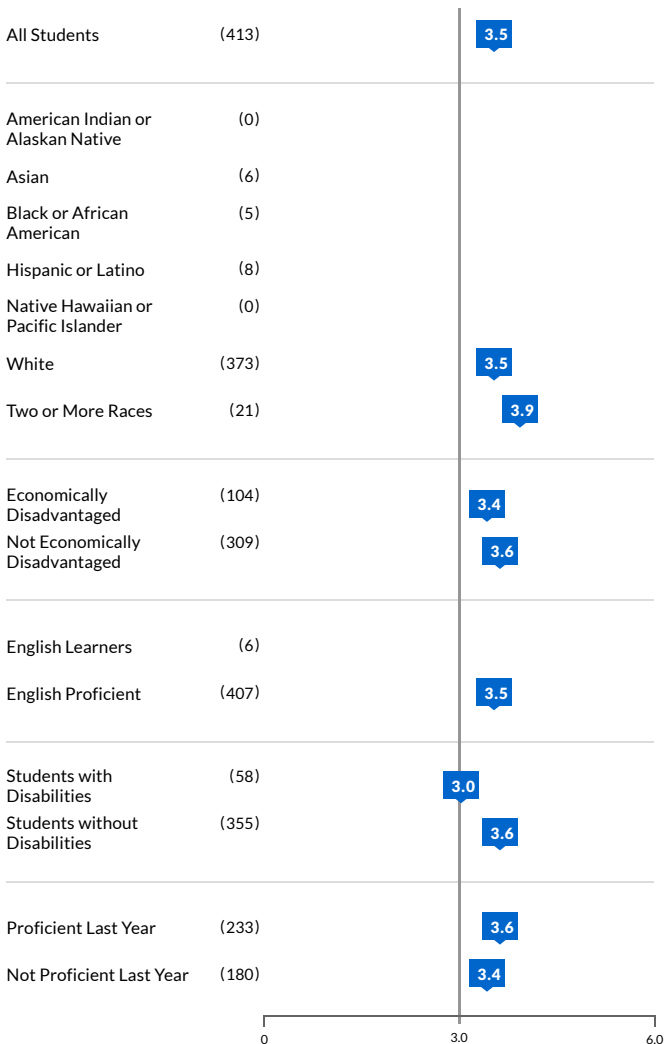 All Students (413) 3.5
American Indian or (0)
Alaskan Native
Asian (6)
Black or African (5)
American
Hispanic or Latino (8)
Native Hawaiian or (0)
Pacific Islander
White (373) 3.5
Two or More Races (21) 3.9
Economically (104) 3.4
Disadvantaged
Not Economically (309) 3.6
Disadvantaged
English Learners (6)
English Proficient (407) 3.5
Students with (58) 3.0
Disabilities
Students without (355) 3.6
Disabilities
Proficient Last Year (233) 3.6
Not Proficient Last Year (180) 3.4
0 3.0 6.0